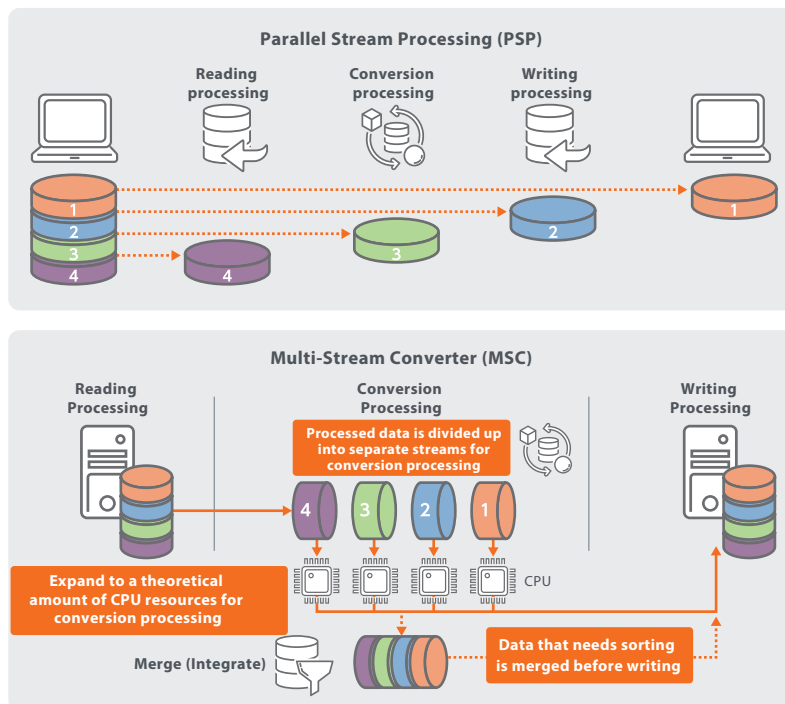 Parallel Stream Processing (PSP)
Reading
processing
Conversion
processing
Writing
processing
1
2
3
4
4
3
2
1
Multi-Stream Converter (MSC)
Reading
Processing
Conversion
Processing
Writing
Processing
Processed data is divided up
into separate streams for
conversion processing
4
3
2
1
CPU
Expand to a theoretical
amount of CPU resources for
conversion processing
Merge (Integrate)
Data that needs sorting
is merged before writing